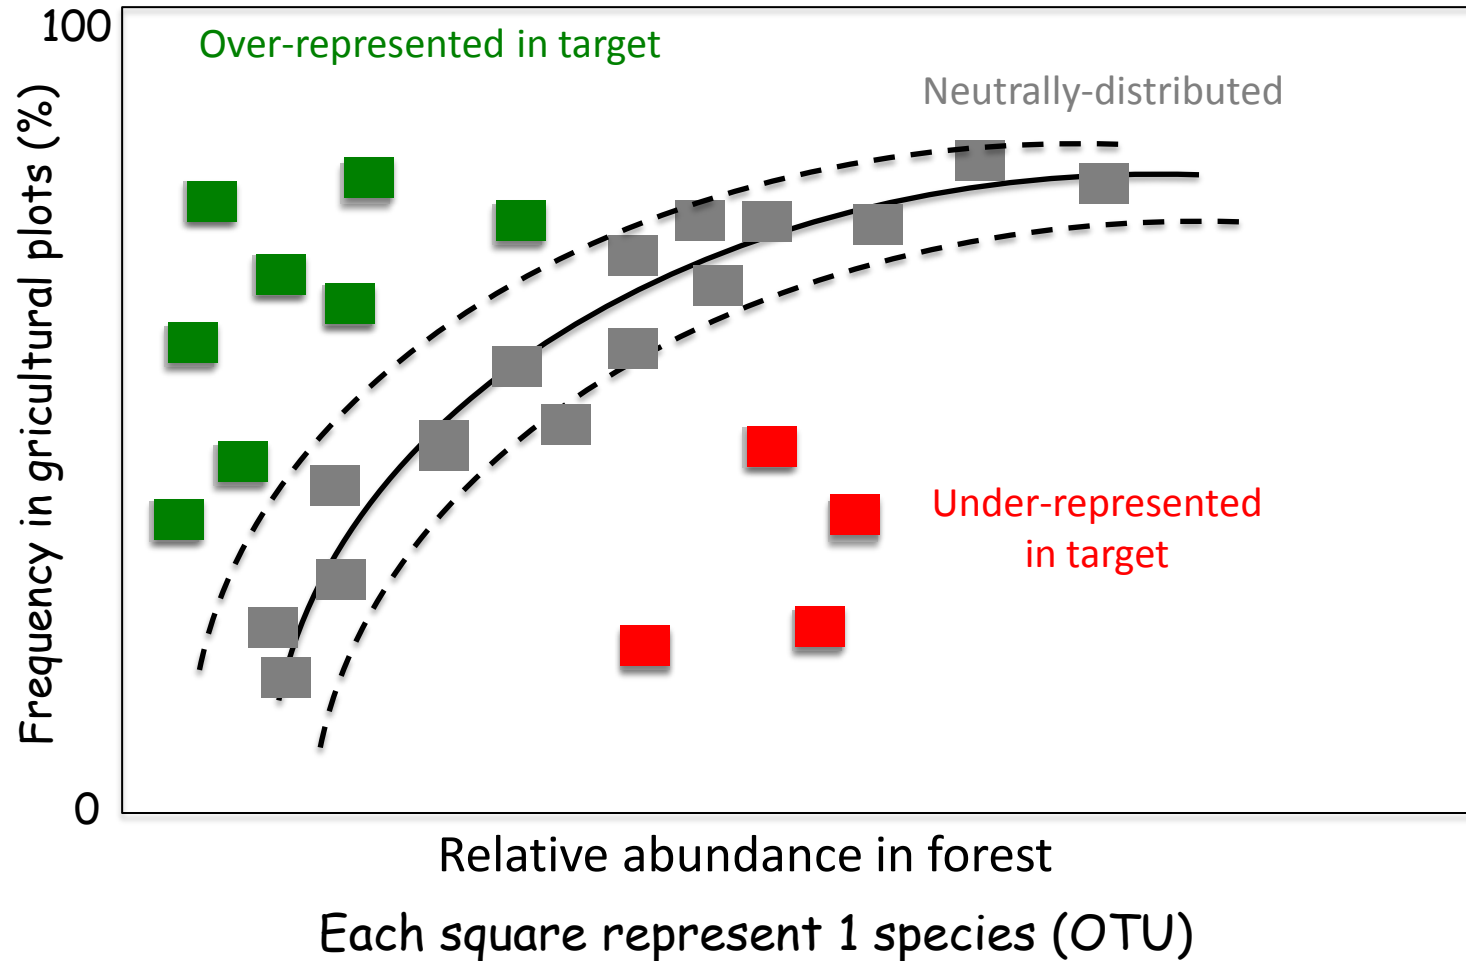 100
Over-represented in target
Neutrally-distributed
Frequency in gricultural plots (%)
Under-represented
in target
0
Relative abundance in forest
Each square represent 1 species (OTU)